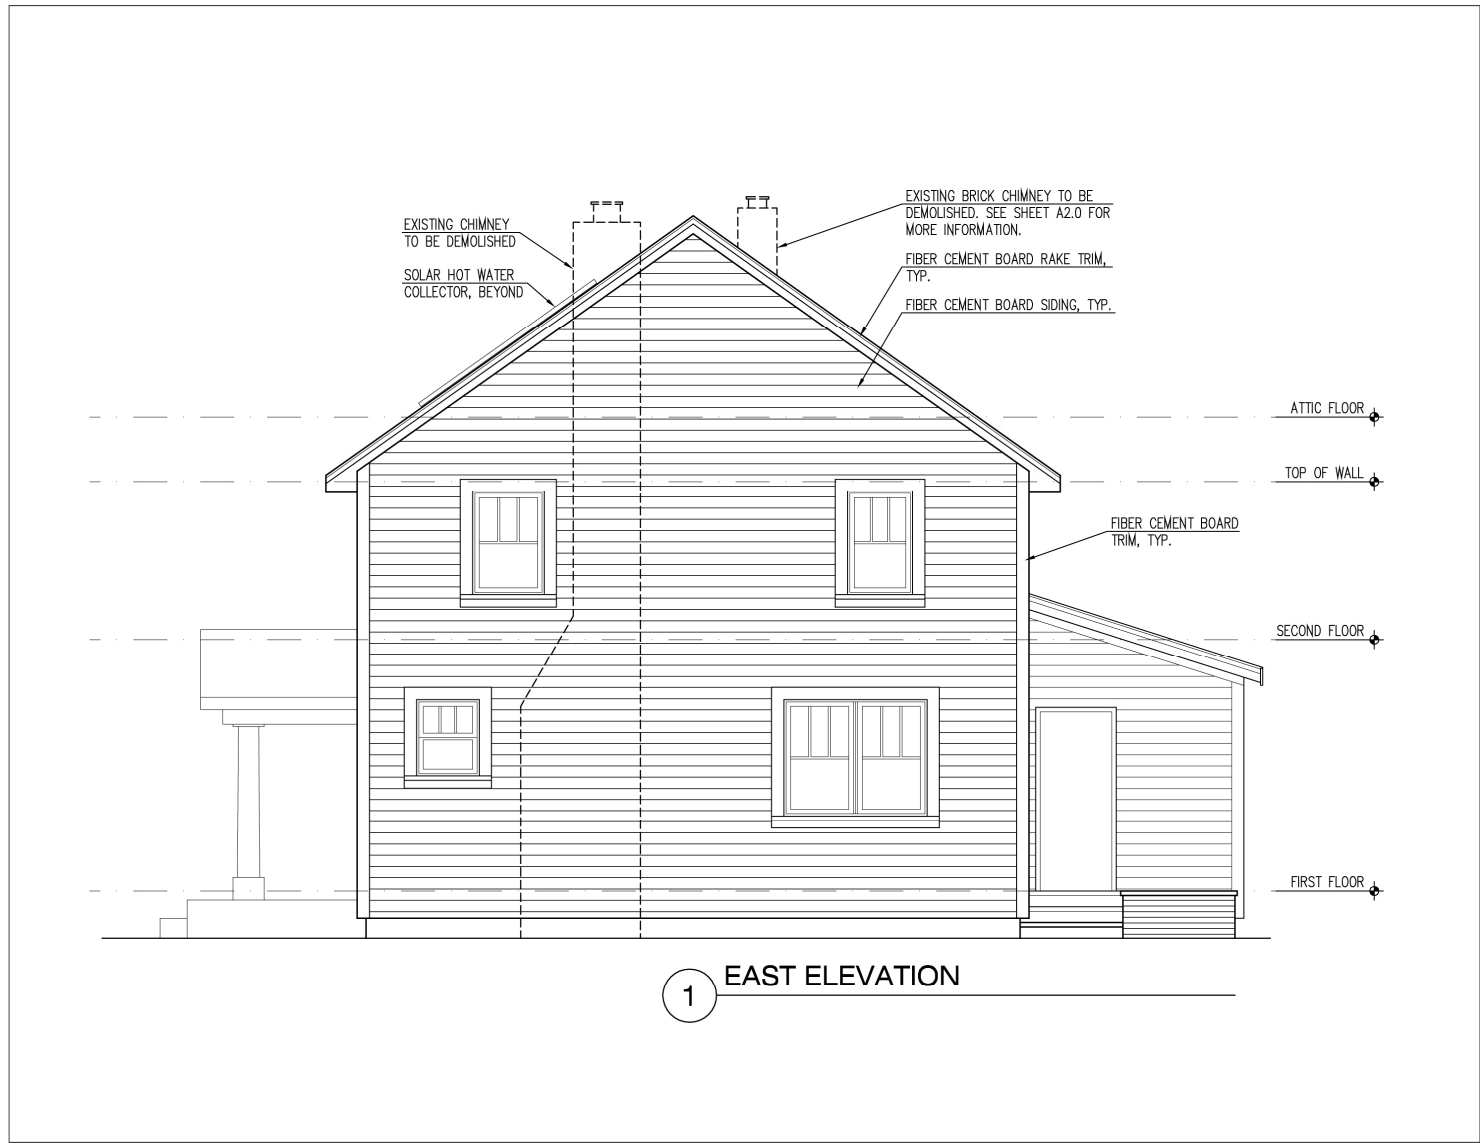 EXISTING BRICK CHIMNEY TO BE
DEMOLISHED. SEE SHEET A2.0 FOR
MORE INFORMATION.
EXISTING CHIMNEY
TO BE DEMOLISHED
FIBER CEMENT BOARD RAKE TRIM,
TYP.
SOLAR HOT WATER
COLLECTOR, BEYOND
FIBER CEMENT BOARD SIDING, TYP.
ATTIC FLOOR
TOP OF WALL
FIBER CEMENT BOARD
TRIM, TYP.
SECOND FLOOR
FIRST FLOOR
1
EAST ELEVATION